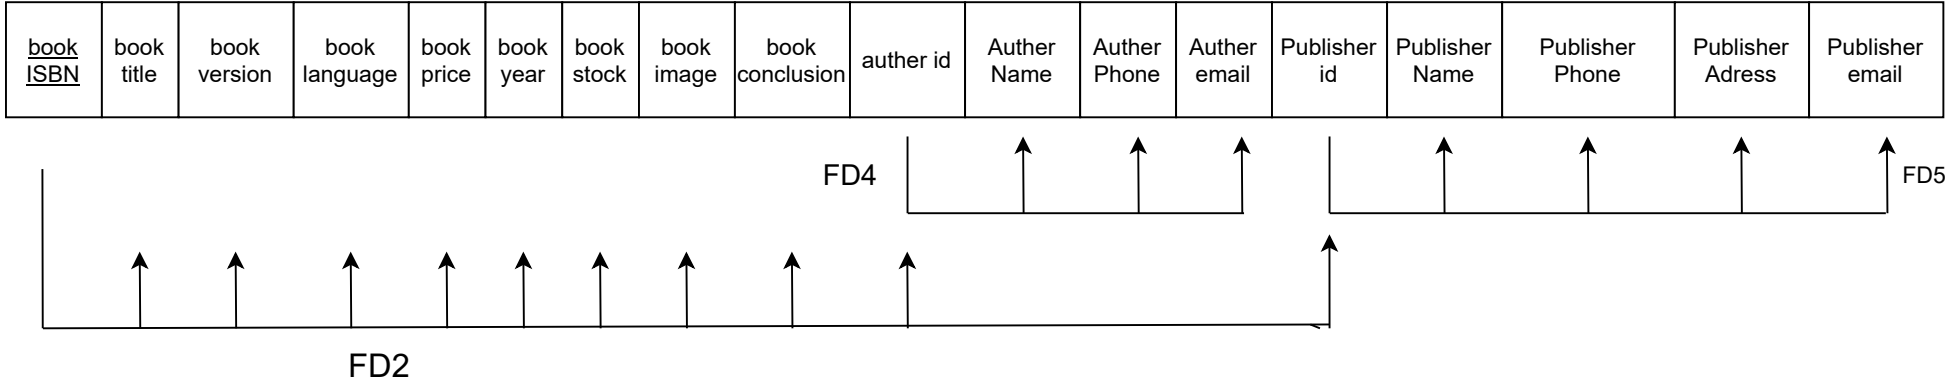 book
ISBN
book
title
book
version
book
language
book
price
book
year
book
stock
book
image
book
conclusion
auther id
Auther
Name
Auther
Phone
Auther
email
Publisher
id
Publisher
Name
Publisher
Phone
Publisher
Adress
Publisher
email
FD4
FD5
FD2